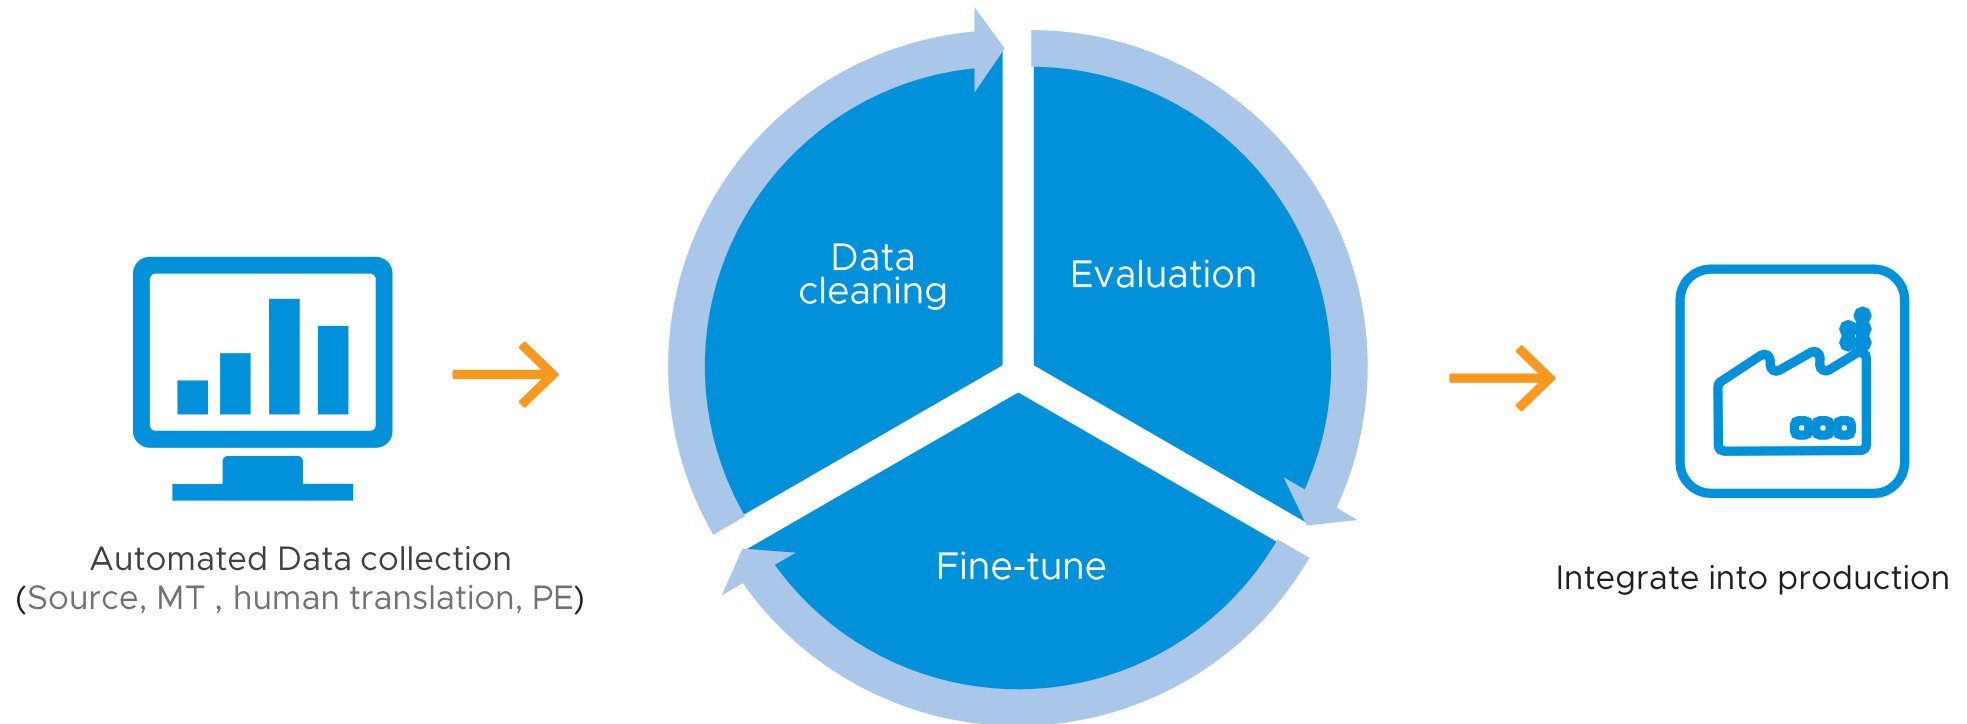 Data
cleaning
Evaluation
Fine-tune
Automated Data collection
(Source, MT , human translation, PE)
Integrate into production